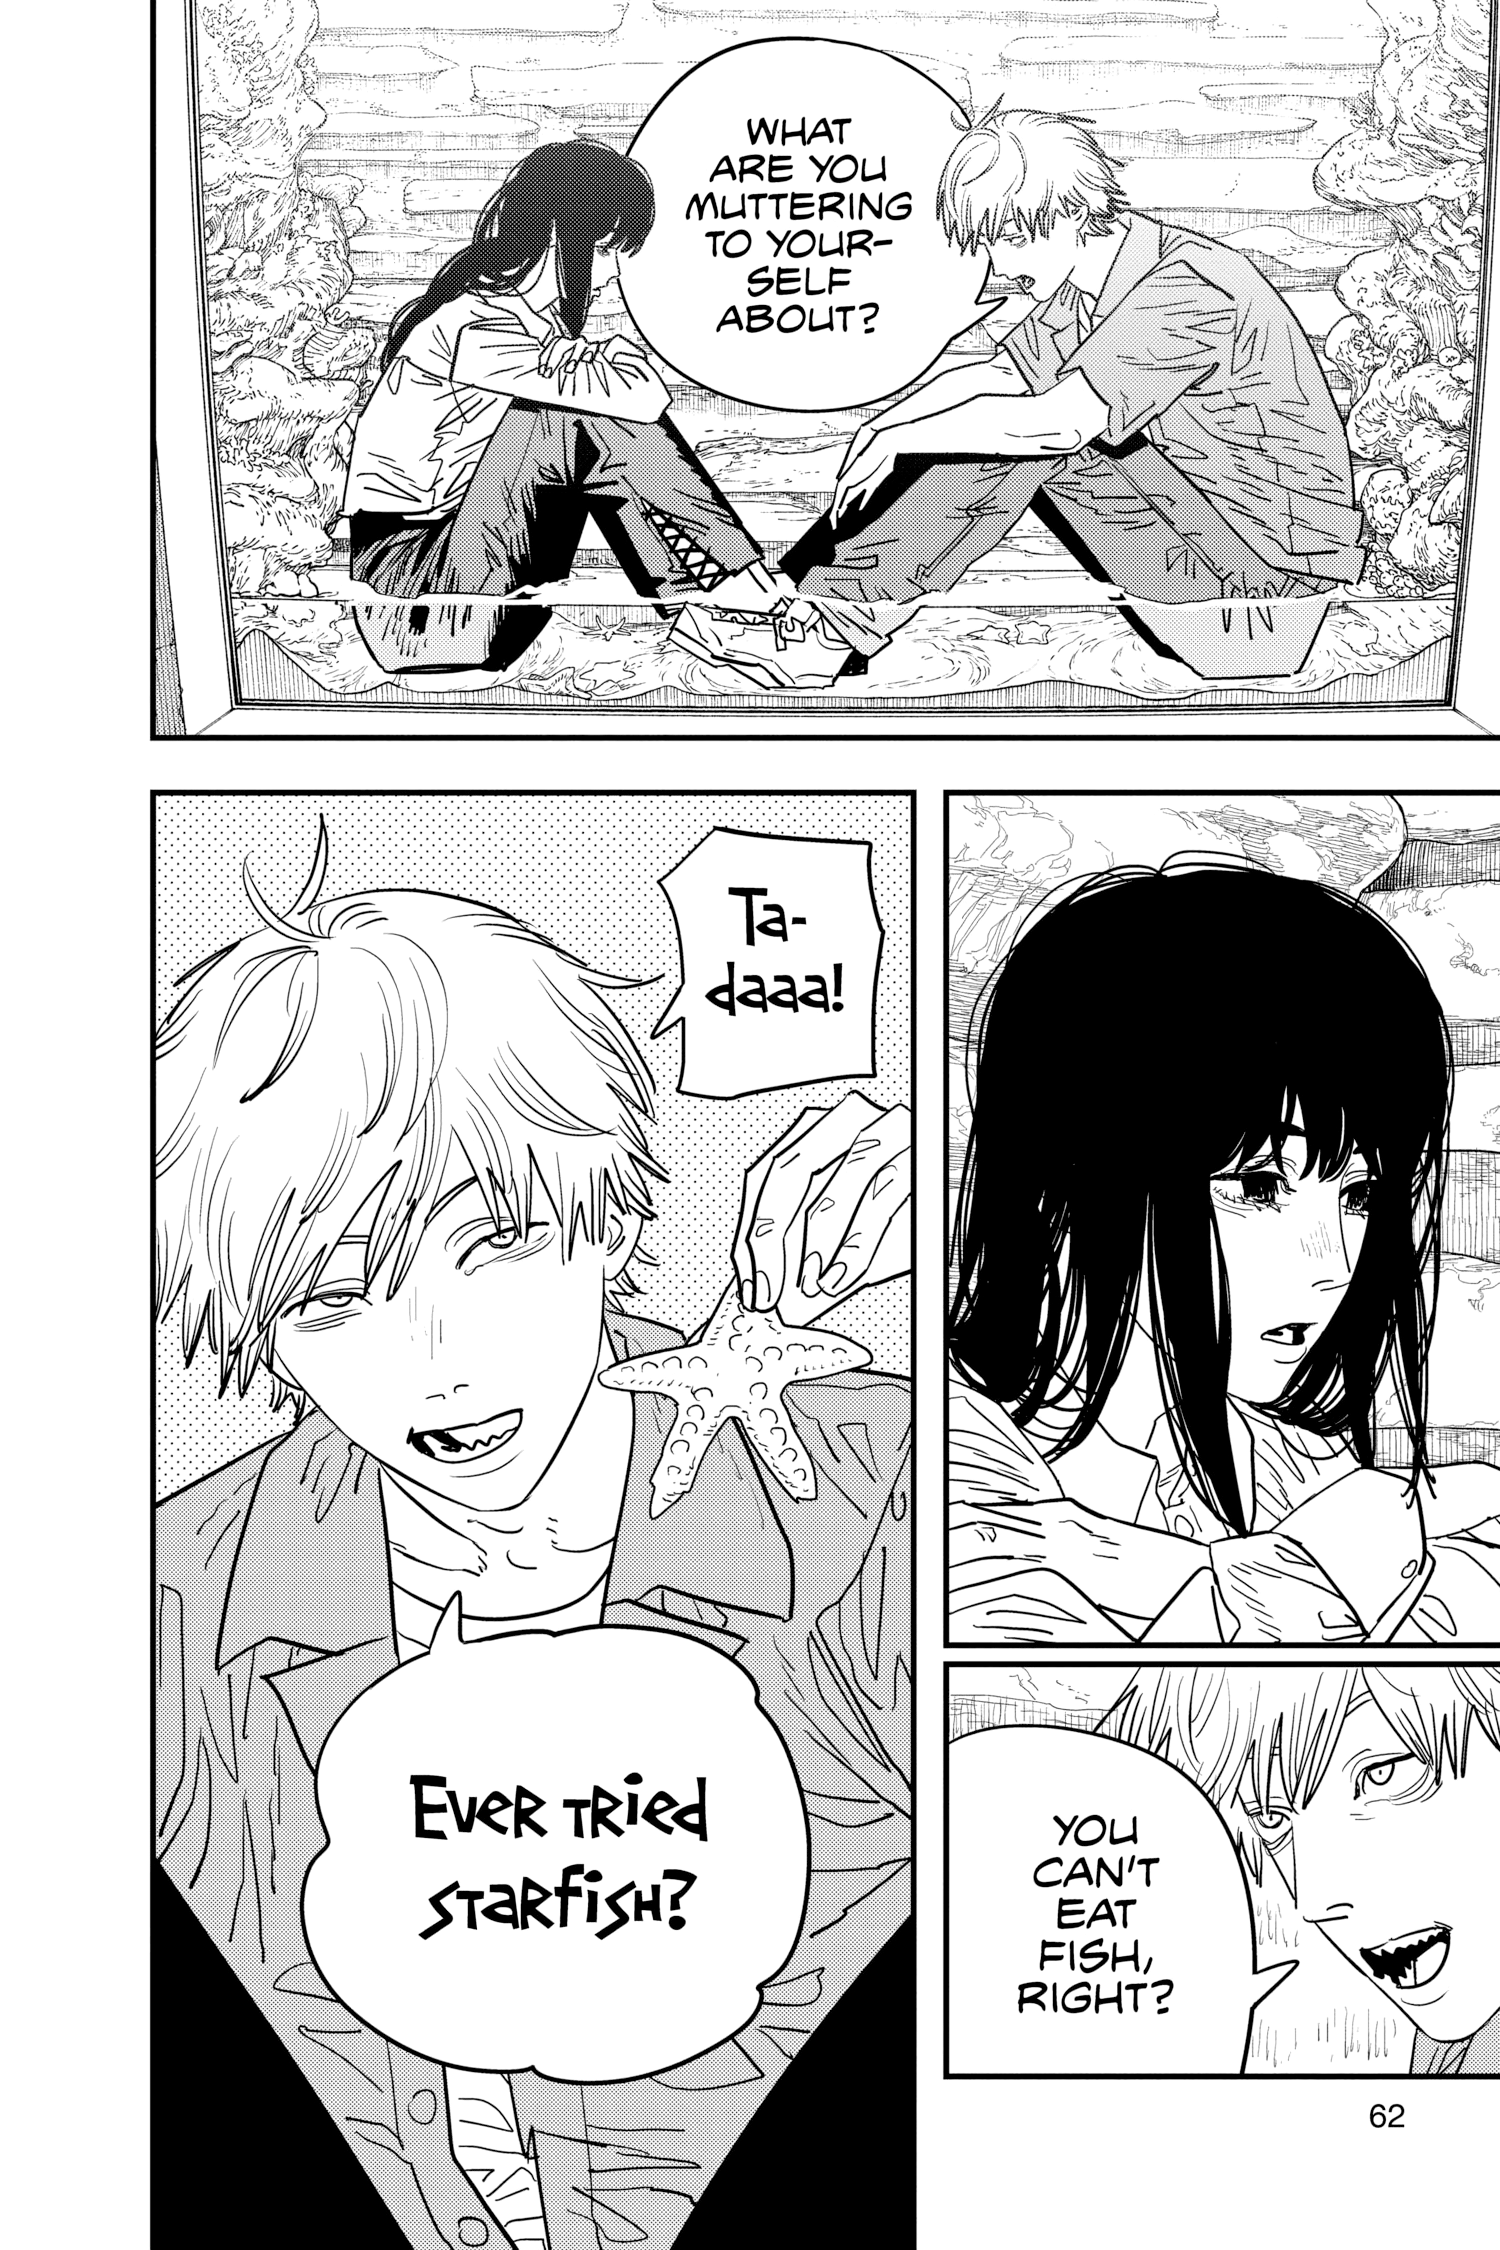 WHAT
ARE YOU
MUTTERING
TO YOUR-
SELF
ABOUT?
YOU
CAN'T
EAT
FISH,
RIGHT?
Ta-
daaa!
Ever tried
starfish?
62